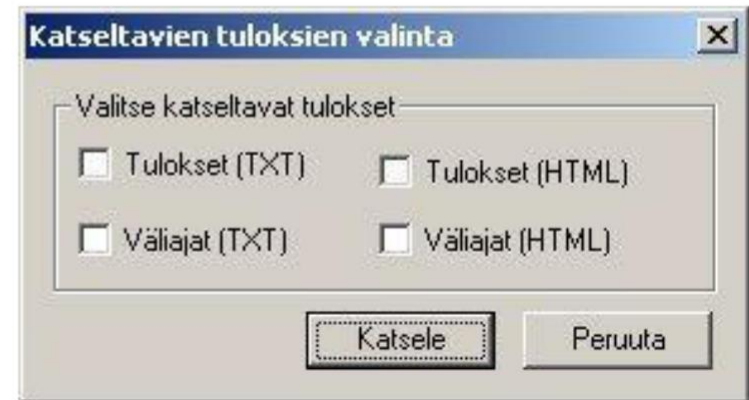 Katseltavien tuloksien valinta
Valitse katseltavat tulokset
Tulokset (TXT) Tulokset (HTML)
Väliajat (TXT) Väliajat (HTML)
Katsele Peruuta